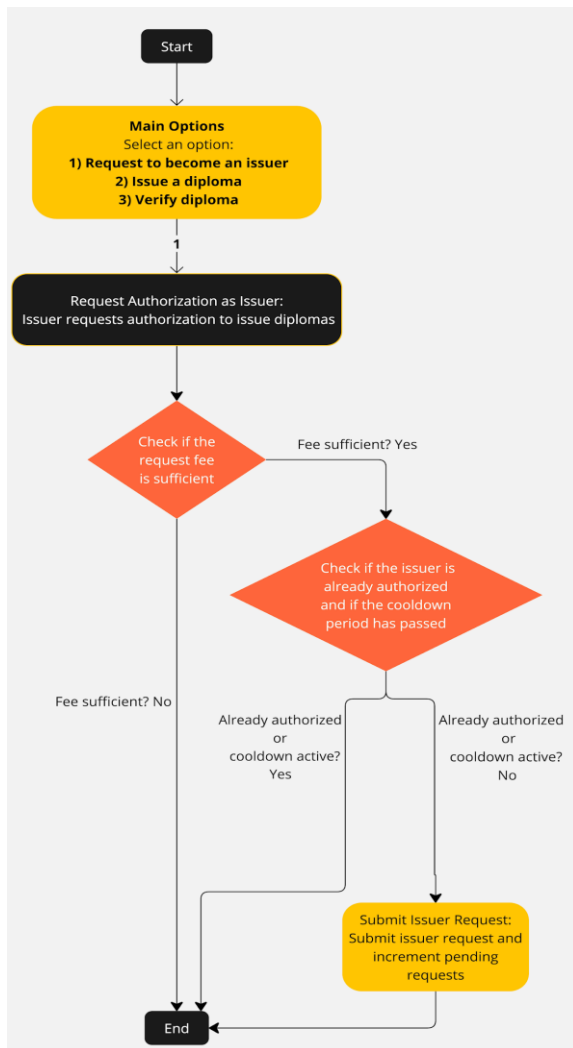 Start
Main Options
Select an option:
1) Request to become an issuer
2) Issue a diploma
3) Verify diploma
1
Request Authorization as Issuer:
Issuer requests authorization to issue diplomas
Check if the
request fee
is sufficient
Fee sufficient? Yes
Check if the issuer is
already authorized
and if the cooldown
period has passed
Fee sufficient? No
Already authorized
or
cooldown active?
Yes
Already authorized
or
cooldown active?
No
Submit Issuer Request:
Submit issuer request and
increment pending
requests
End